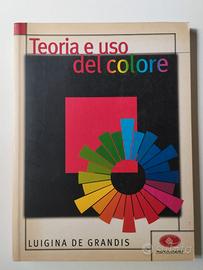 Teoria e uso
del colore
LUIGINA DE GRANDIS